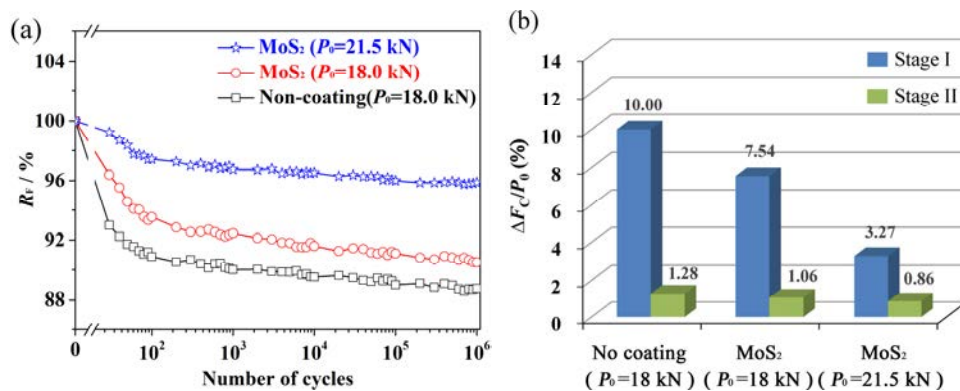 (a)
104
100
96
92
88
R_F / %
MoS₂ (P₀=21.5 kN)
MoS₂ (P₀=18.0 kN)
Non-coating(P₀=18.0 kN)
0 10² 10³ 10⁴ 10⁵ 10⁶
Number of cycles
(b)
14
12
10
8
6
4
2
0
ΔF_C/P₀ (%)
Stage I
Stage II
10.00
1.28
7.54
1.06
3.27
0.86
No coating MoS₂ MoS₂
(P₀=18 kN) (P₀=18 kN) (P₀=21.5 kN)